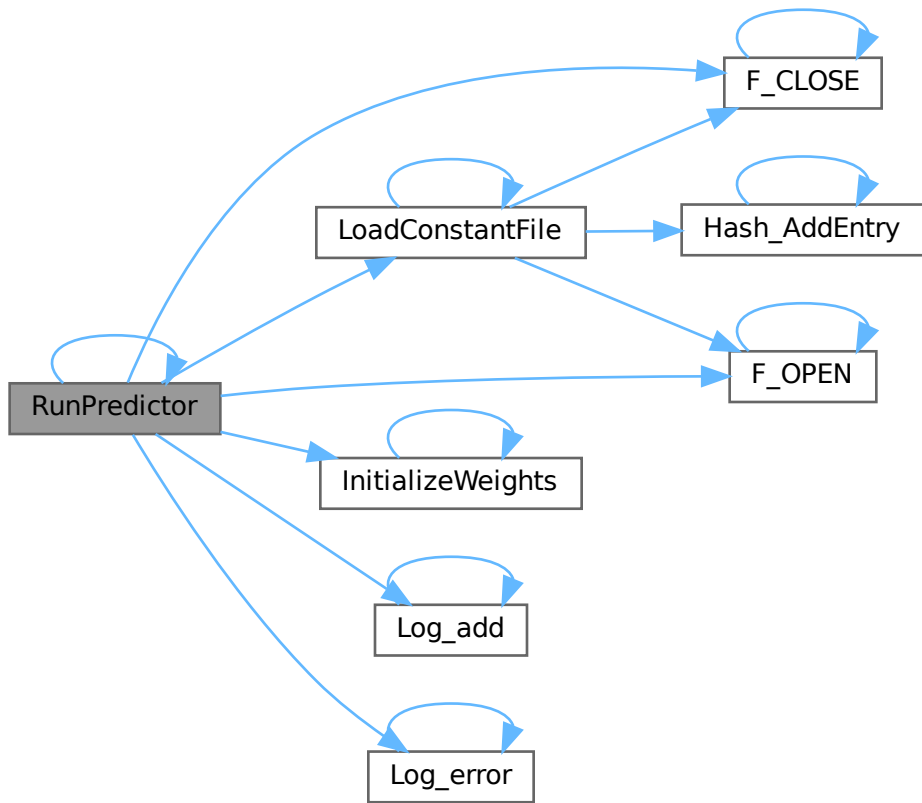 F_CLOSE
LoadConstantFile
Hash_AddEntry
F_OPEN
RunPredictor
InitializeWeights
Log_add
Log_error